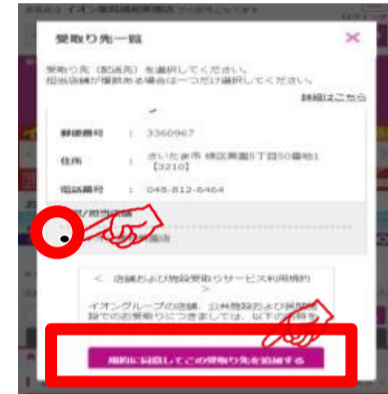 受取り先一覧
×
受取り先（配送先）を選択してください。
担当店舗が複数ある場合は一つだけ選択してください。
詳細はこちら
郵便番号 : 3360967
住所 : さいたま市 緑区美園5丁目50番地1
【3210】
電話番号 : 048-812-6464
/担当店舗
< 店舗および施設受取りサービス利用規約
>
イオングループの店舗、公共施設および民間施
設でのお受取りにつきましては、以下の
規約に同意してこの受取り先を追加する